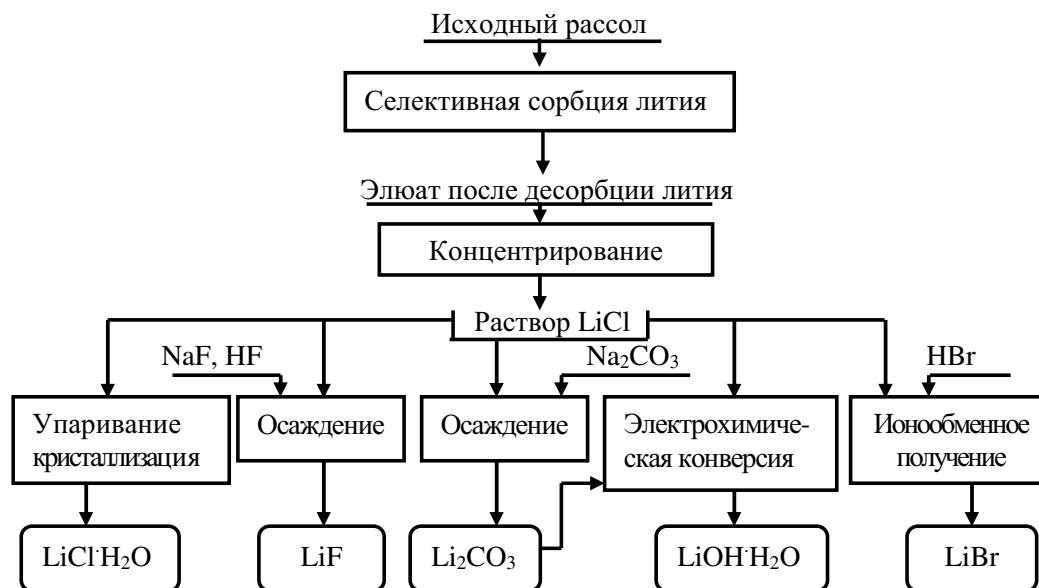 Исходный рассол
Селективная сорбция лития
Элюат после десорбции лития
Концентрирование
Раствор LiCl
NaF, HF
Na₂CO₃
HBr
Упаривание
кристаллизация
Осаждение
Осаждение
Электрохимиче-
ская конверсия
Ионообменное
получение
LiCl·H₂O
LiF
Li₂CO₃
LiOH·H₂O
LiBr